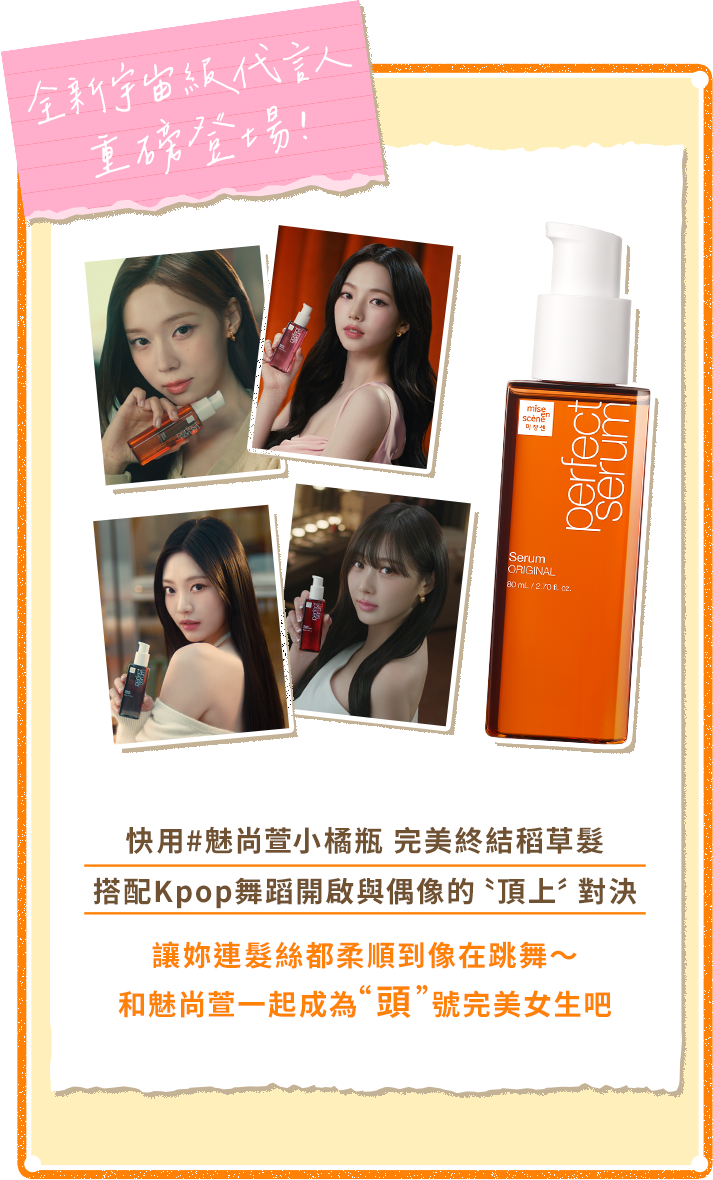 全新宇宙級代言人
重磅登場!
mise
en
scène
미쟝센
perfect
serum
Serum
ORIGINAL
80 mL / 2.70 fl. oz.
快用#魅尚萱小橘瓶 完美終結稻草髮
搭配Kpop舞蹈開啟與偶像的〝頂上〞對決
讓妳連髮絲都柔順到像在跳舞～
和魅尚萱一起成為“頭”號完美女生吧